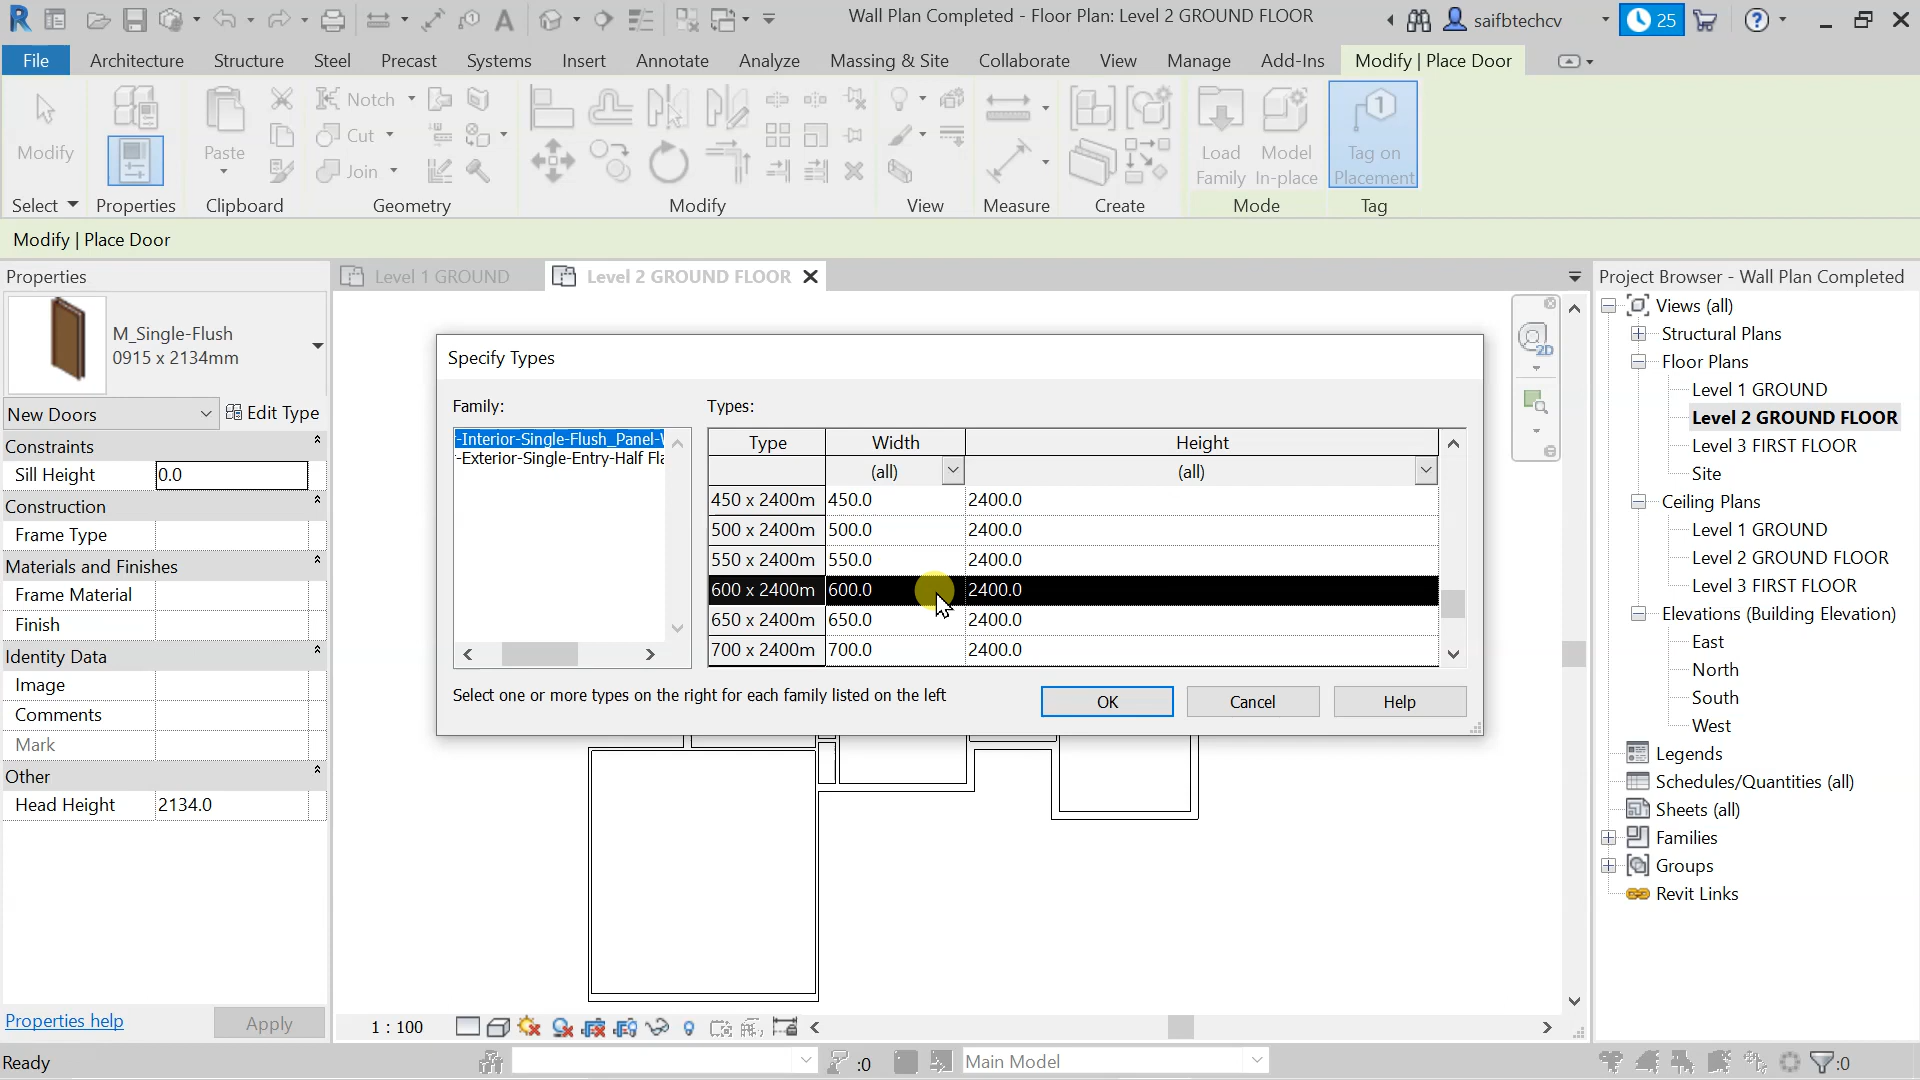 Wall Plan Completed - Floor Plan: Level 2 GROUND FLOOR
saifbtechcv
25
File Architecture Structure Steel Precast Systems Insert Annotate Analyze Massing & Site Collaborate View Manage Add-Ins Modify | Place Door
Modify
Paste
Notch
Cut
Join
Load Family
Model In-place
Tag on Placement
Select Properties Clipboard Geometry Modify View Measure Create Mode Tag
Modify | Place Door
Properties
M_Single-Flush
0915 x 2134mm
New Doors Edit Type
Constraints
Sill Height 0.0
Construction
Frame Type
Materials and Finishes
Frame Material
Finish
Identity Data
Image
Comments
Mark
Other
Head Height 2134.0
Properties help Apply
Level 1 GROUND Level 2 GROUND FLOOR
2D
Specify Types
Family: Types:
-Interior-Single-Flush_Panel-
-Exterior-Single-Entry-Half Fla
Type Width Height
(all) (all)
450 x 2400m 450.0 2400.0
500 x 2400m 500.0 2400.0
550 x 2400m 550.0 2400.0
600 x 2400m 600.0 2400.0
650 x 2400m 650.0 2400.0
700 x 2400m 700.0 2400.0
Select one or more types on the right for each family listed on the left
OK Cancel Help
Project Browser - Wall Plan Completed
Views (all)
Structural Plans
Floor Plans
Level 1 GROUND
Level 2 GROUND FLOOR
Level 3 FIRST FLOOR
Site
Ceiling Plans
Level 1 GROUND
Level 2 GROUND FLOOR
Level 3 FIRST FLOOR
Elevations (Building Elevation)
East
North
South
West
Legends
Schedules/Quantities (all)
Sheets (all)
Families
Groups
Revit Links
1 : 100
Ready
:0
Main Model
:0